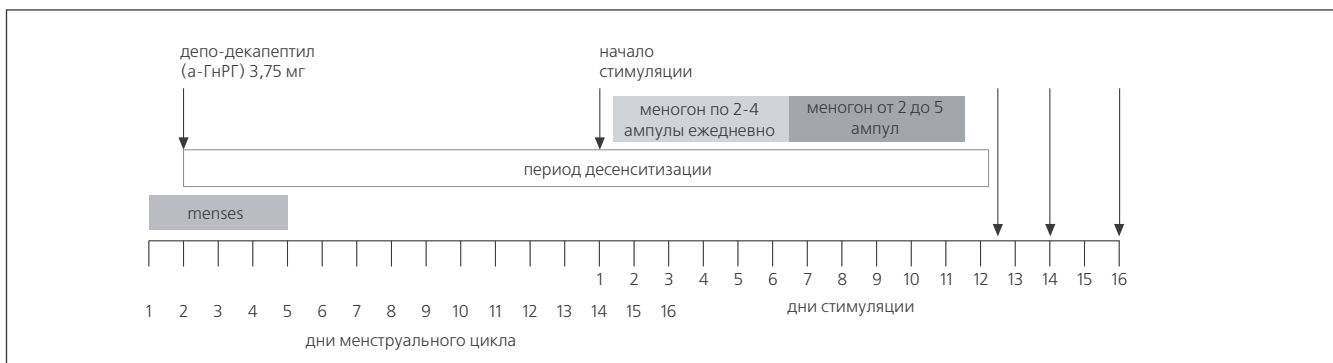 депо-декапептил
(а-ГнРГ) 3,75 мг
начало
стимуляции
меногон по 2-4
ампулы ежедневно
меногон от 2 до 5
ампул
период десенситизации
menses
1 2 3 4 5 6 7 8 9 10 11 12 13 14 15 16
дни стимуляции
1 2 3 4 5 6 7 8 9 10 11 12 13 14 15 16
дни менструального цикла